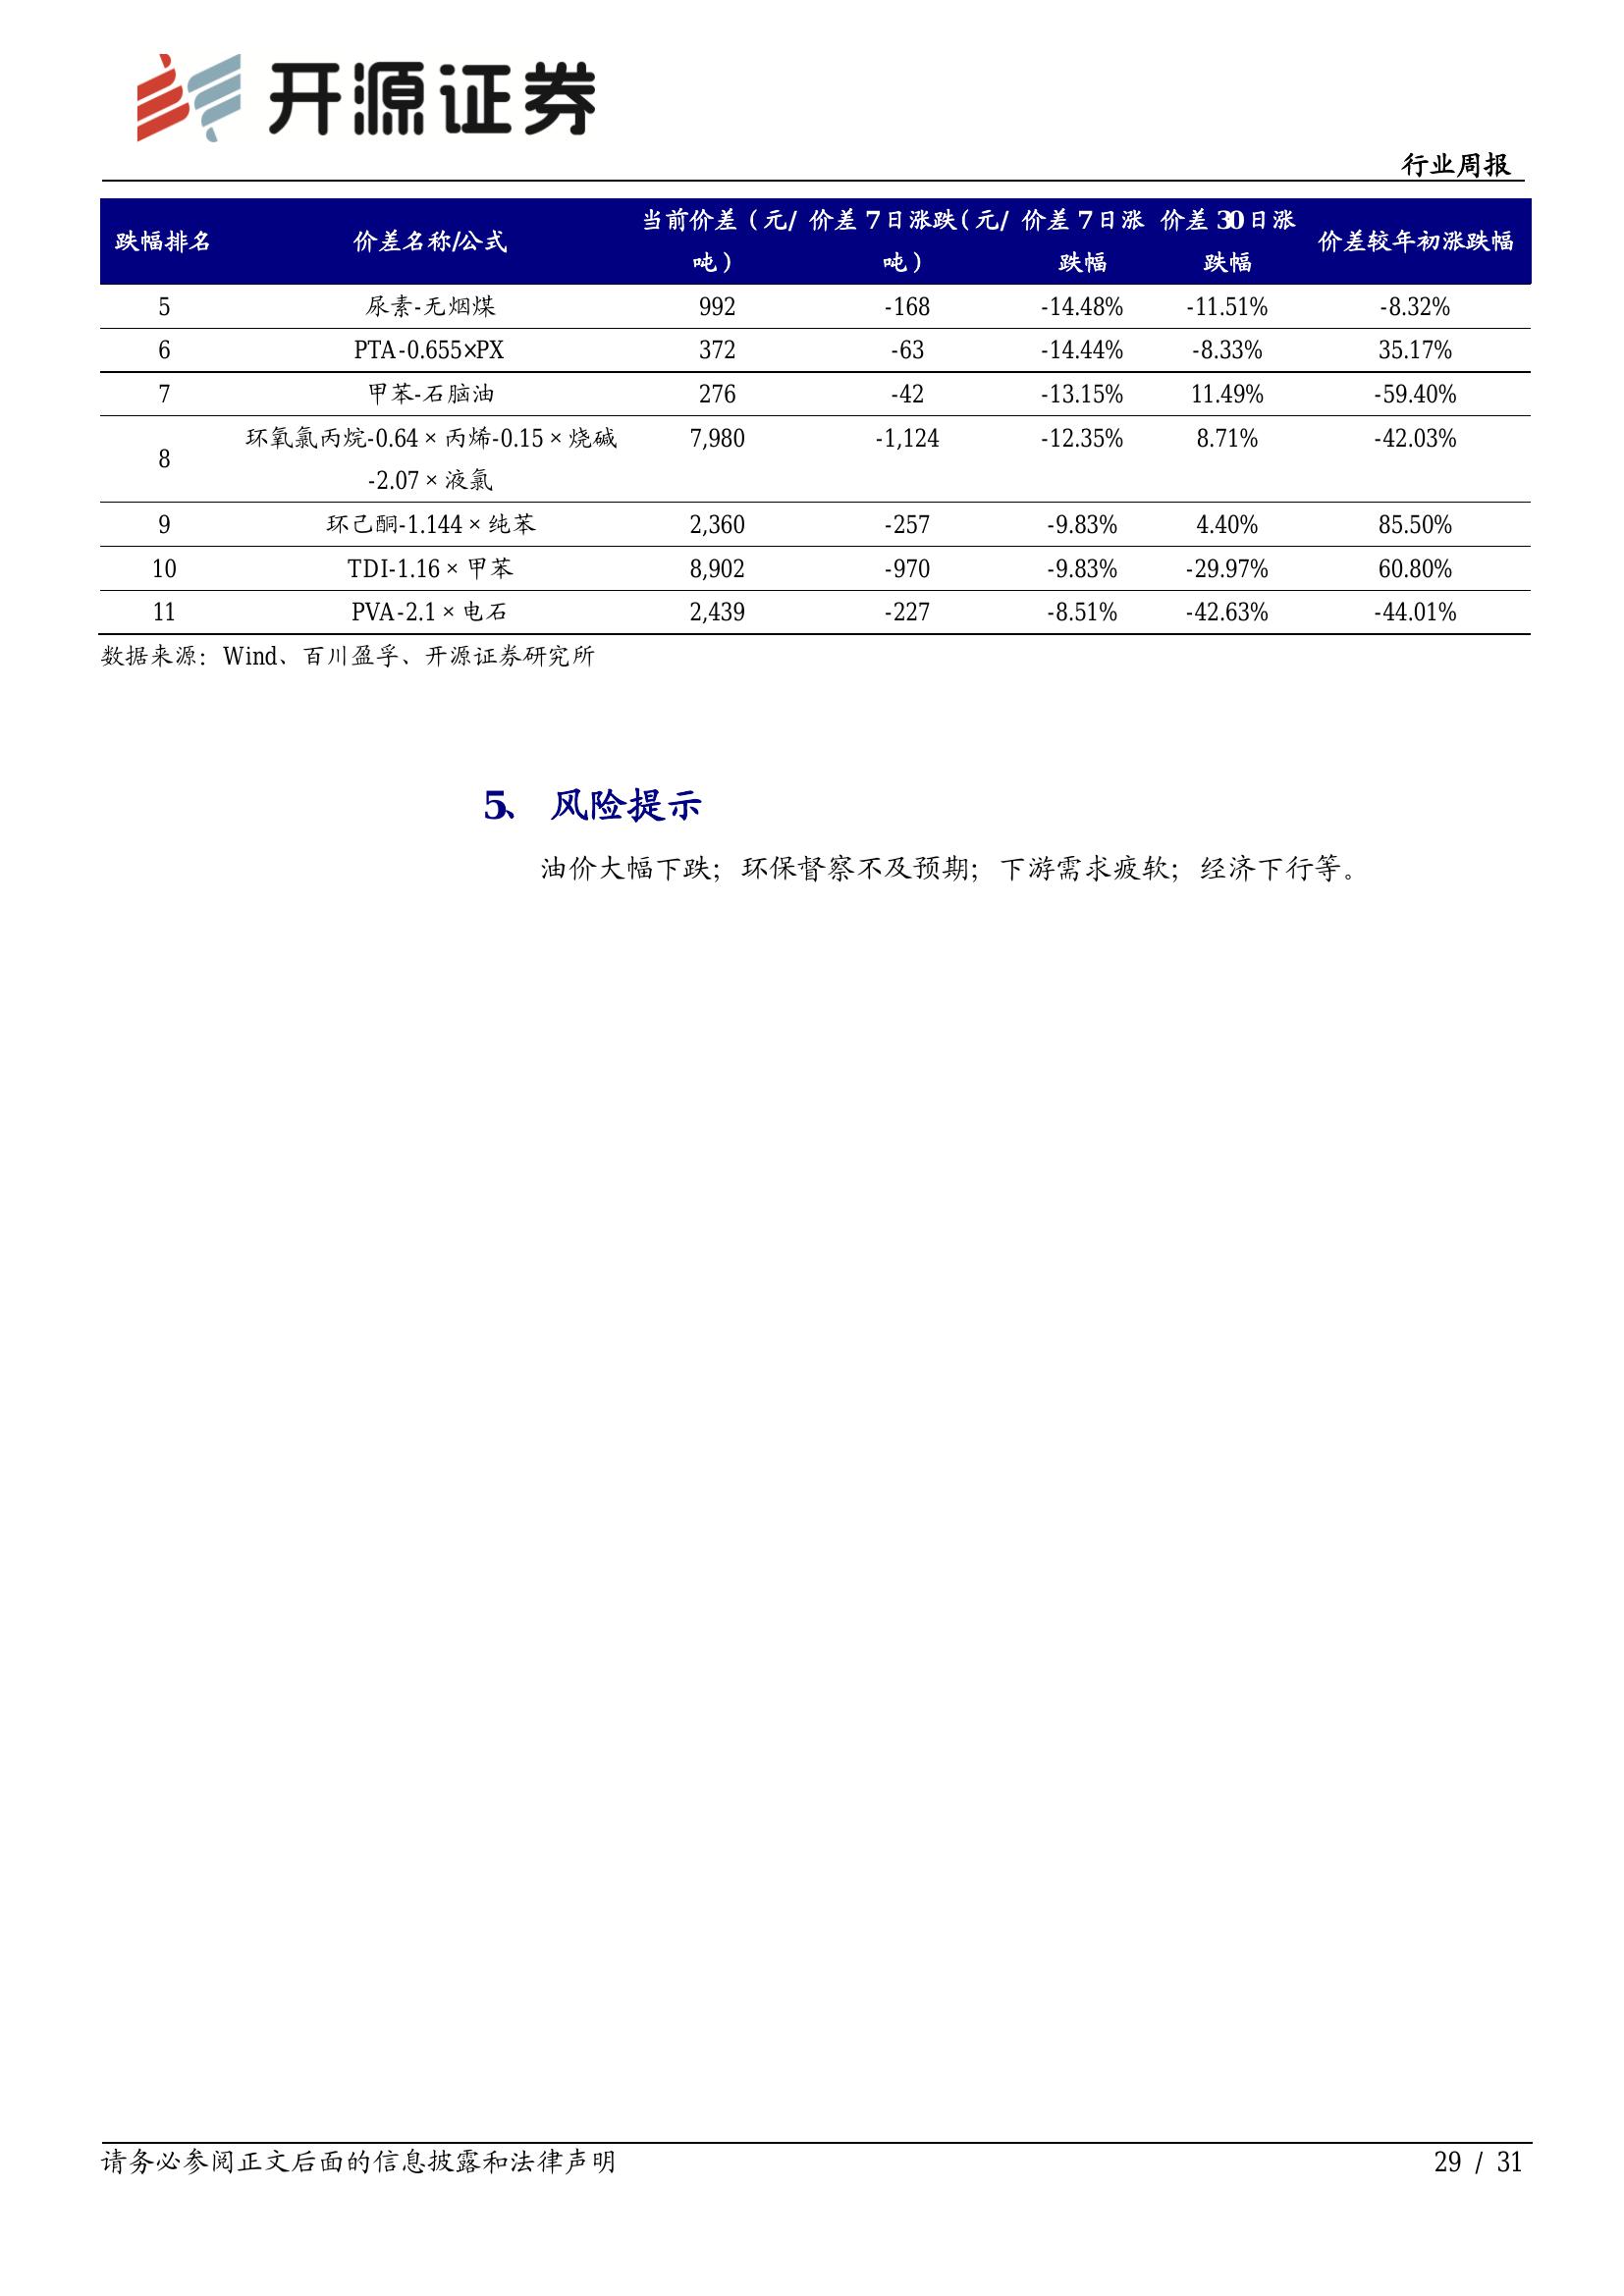 开源证券
行业周报
跌幅排名 价差名称/公式 当前价差（元/吨） 价差 7 日涨跌（元/吨） 价差 7 日涨跌幅 价差 30 日涨跌幅 价差较年初涨跌幅
5 尿素-无烟煤 992 -168 -14.48% -11.51% -8.32%
6 PTA-0.655×PX 372 -63 -14.44% -8.33% 35.17%
7 甲苯-石脑油 276 -42 -13.15% 11.49% -59.40%
8 环氧氯丙烷-0.64×丙烯-0.15×烧碱 7,980 -1,124 -12.35% 8.71% -42.03%
-2.07×液氯
9 环己酮-1.144×纯苯 2,360 -257 -9.83% 4.40% 85.50%
10 TDI-1.16×甲苯 8,902 -970 -9.83% -29.97% 60.80%
11 PVA-2.1×电石 2,439 -227 -8.51% -42.63% -44.01%
数据来源：Wind、百川盈孚、开源证券研究所
5、 风险提示
油价大幅下跌；环保督察不及预期；下游需求疲软；经济下行等。
请务必参阅正文后面的信息披露和法律声明 29 / 31